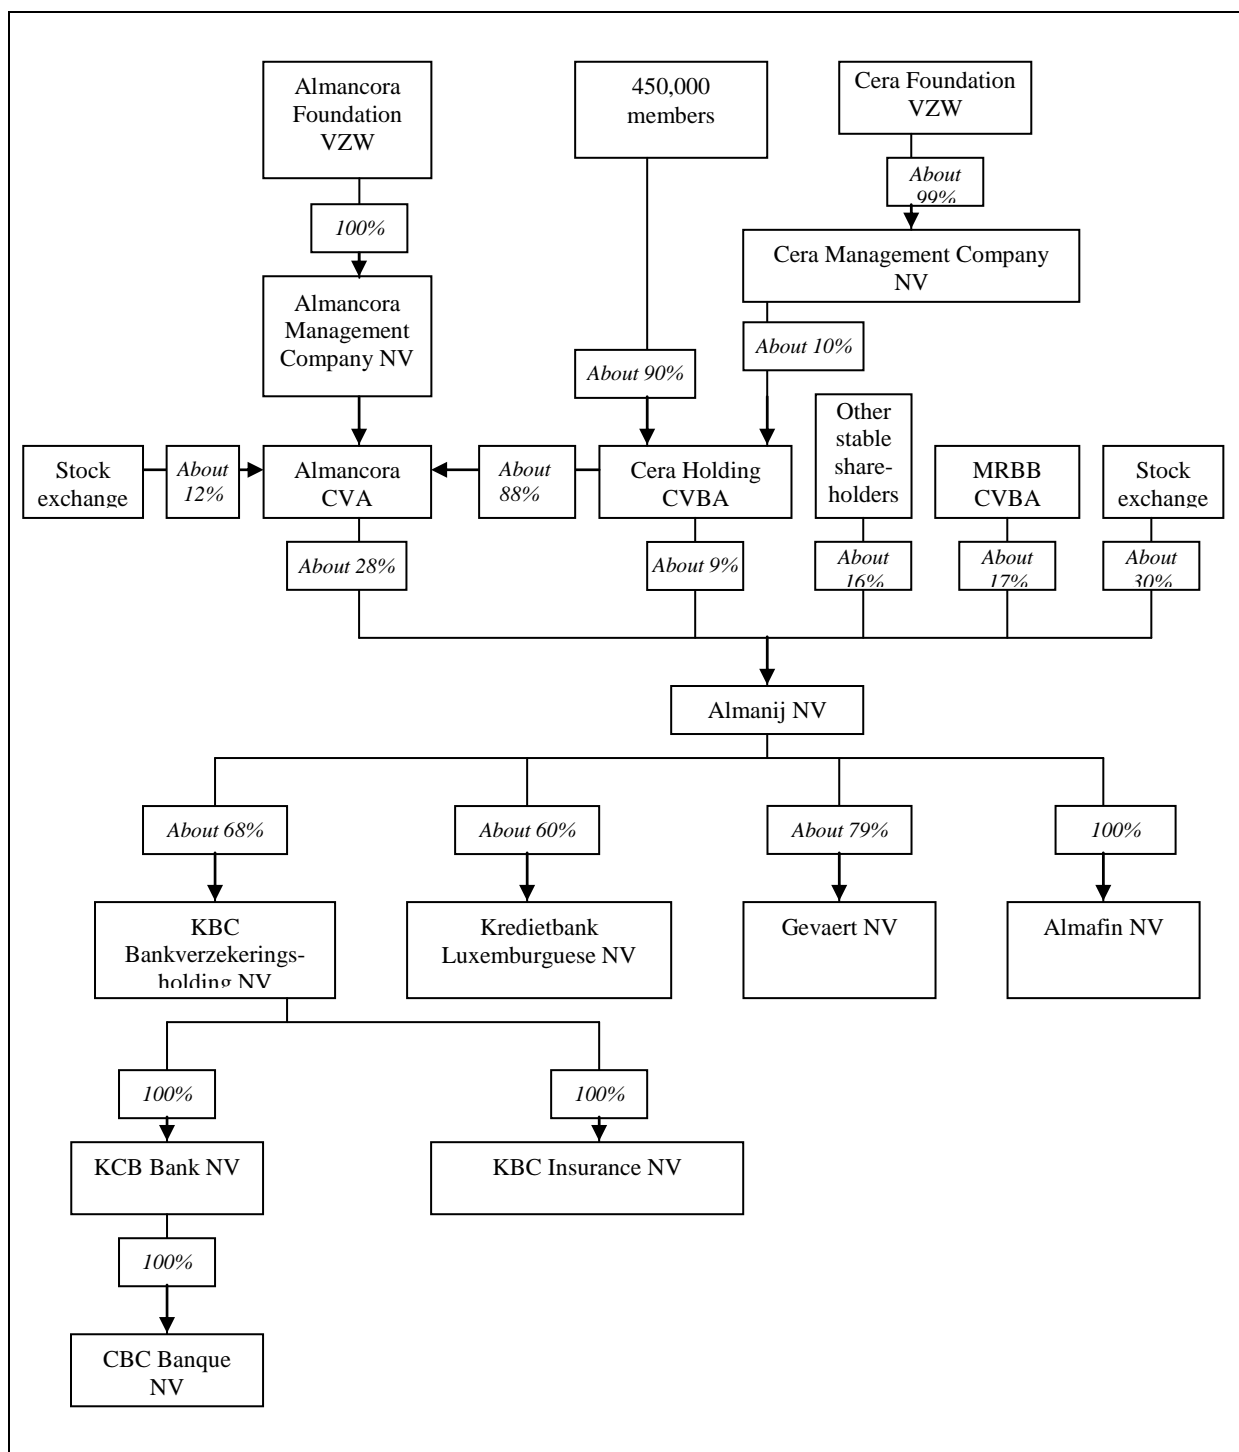 Almancora
Foundation
VZW
450,000
members
Cera Foundation
VZW
About
99%
100%
Cera Management Company
NV
Almancora
Management
Company NV
About 10%
About 90%
Other
stable
share-
holders
Stock
exchange
About
12%
Almancora
CVA
About
88%
Cera Holding
CVBA
MRBB
CVBA
Stock
exchange
About 28%
About 9%
About
16%
About
17%
About
30%
Almanij NV
About 68%
About 60%
About 79%
100%
KBC
Bankverzekerings-
holding NV
Kredietbank
Luxemburguese NV
Gevaert NV
Almafin NV
100%
100%
KCB Bank NV
KBC Insurance NV
100%
CBC Banque
NV